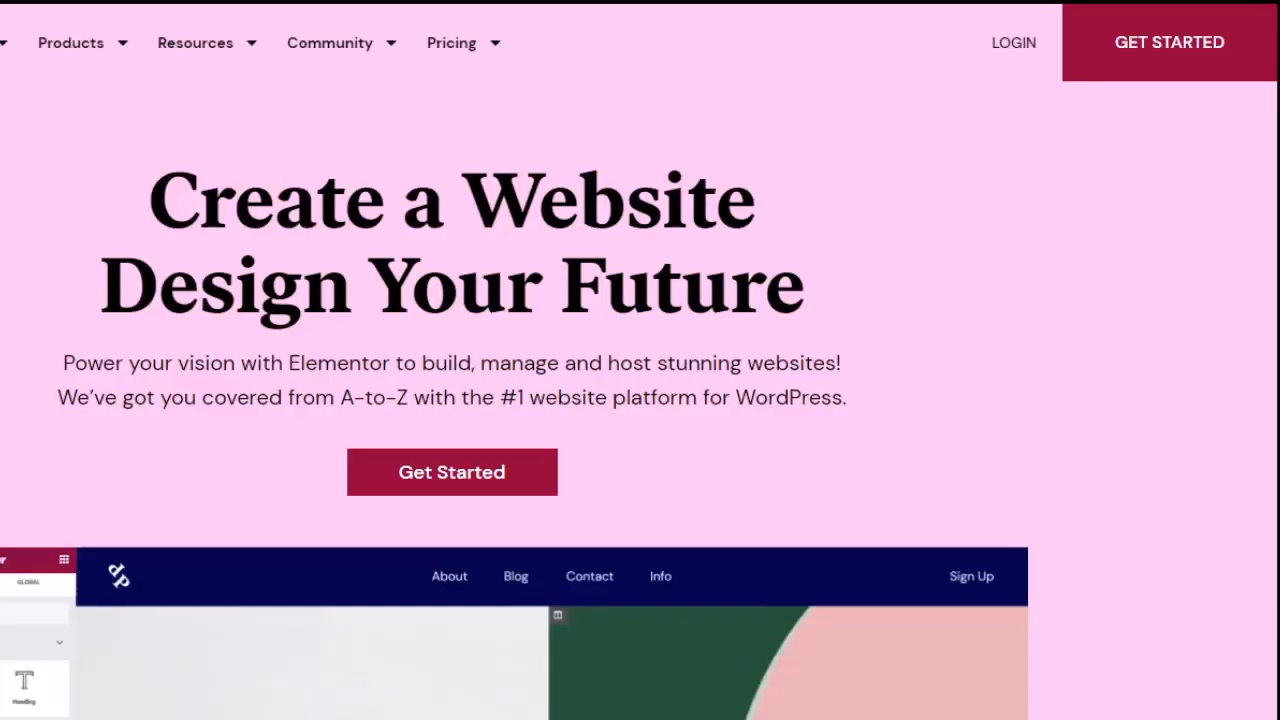 Products Resources Community Pricing LOGIN GET STARTED
Create a Website
Design Your Future
Power your vision with Elementor to build, manage and host stunning websites!
We’ve got you covered from A-to-Z with the #1 website platform for WordPress.
Get Started
GLOBAL
About Blog Contact Info Sign Up
Heading